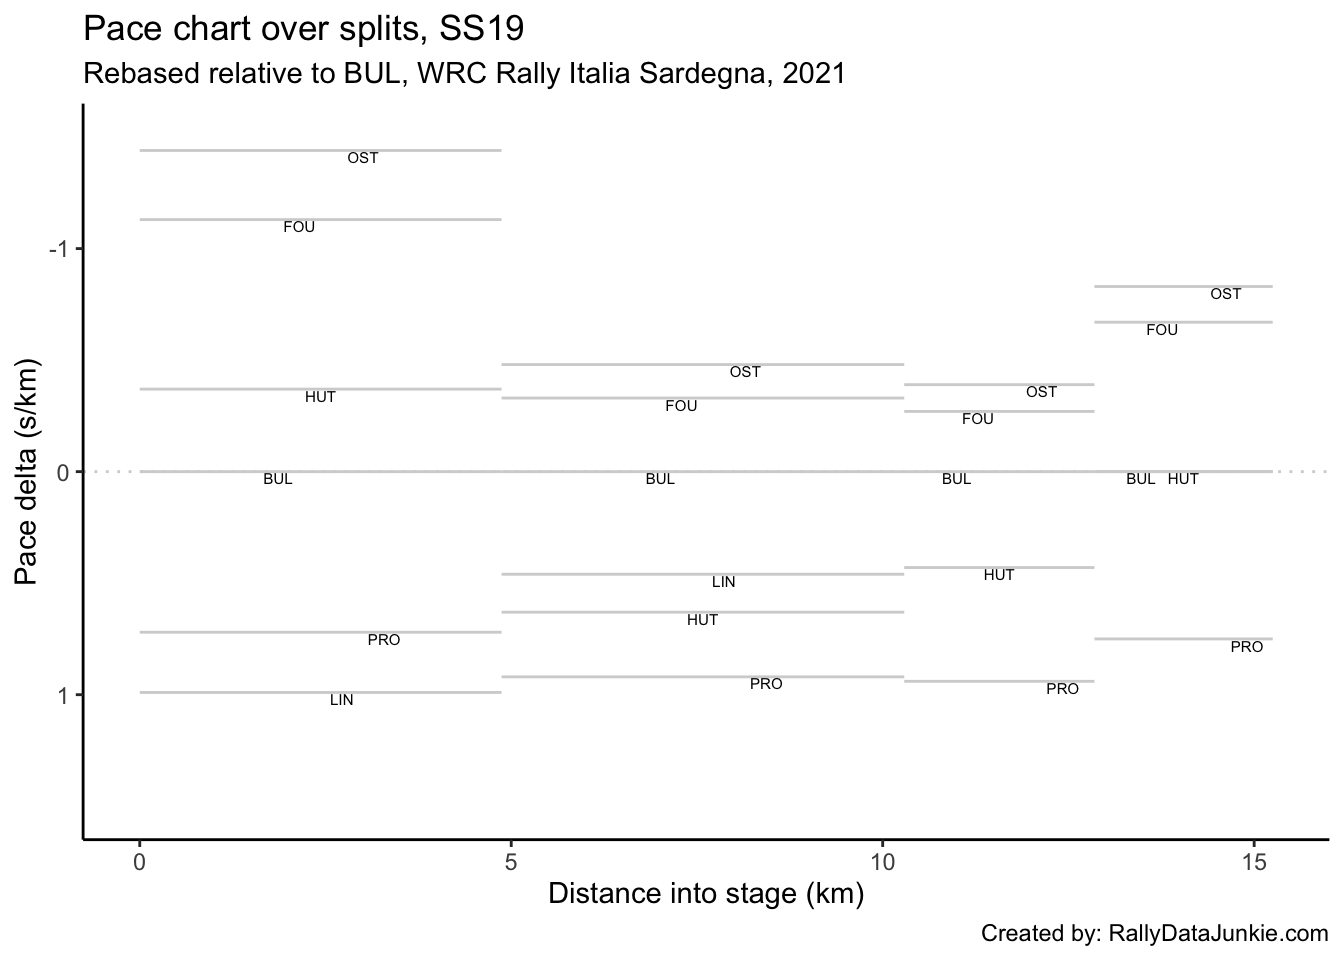 Pace chart over splits, SS19
Rebased relative to BUL, WRC Rally Italia Sardegna, 2021
Pace delta (s/km)
-1
0
1
OST
FOU
HUT
BUL
PRO
LIN
OST
FOU
BUL
LIN
HUT
PRO
OST
FOU
BUL
HUT
PRO
OST
FOU
BUL HUT
PRO
0 5 10 15
Distance into stage (km)
Created by: RallyDataJunkie.com